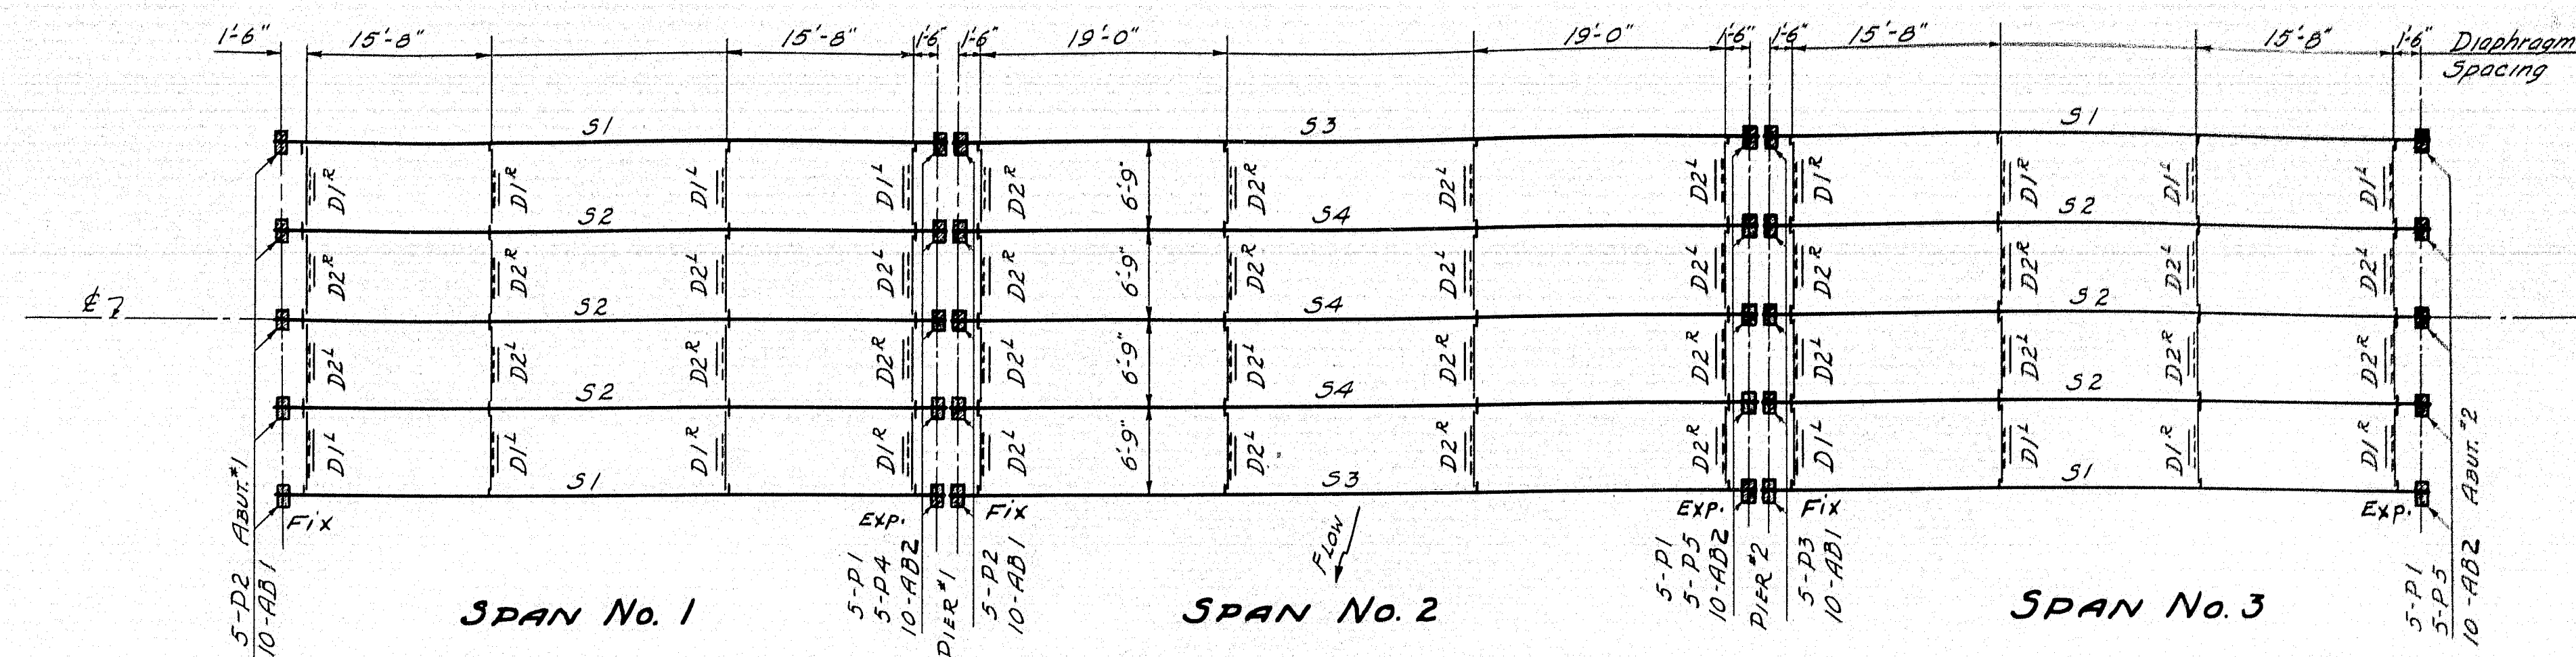 1'-6" 15'-8" 15'-8" 1'-6" 1'-6" 19'-0" 19'-0" 1'-6" 1'-6" 15'-8" 15'-8" 1'-6" Diaphragm
Spacing
S1 S3 S1
D1R D1R D1L D1L D2R 6'-9" D2R D2L D2L D1R D1R D1L D1L
S2 S4 S2
D2R D2R D2L D2L D2R 6'-9" D2R D2L D2L D2R D2R D2L D2L
S2 S4 S2
D2L D2L D2R D2R D2L 6'-9" D2L D2R D2R D2L D2L D2R D2R
S2 S4 S2
D1L D1L D1R D1R D2L 6'-9" D2L D2R D2R D1L D1L D1R D1R
S1 S3 S1
Fix Exp. Fix Exp. Fix Exp.
5-P2 ABUT. #1
10-AB1
5-P1
5-P4
10-AB2
PIER #1
5-P2
10-AB1
FLOW
5-P1
5-P5
10-AB2
PIER #2
5-P3
10-AB1
5-P1
5-P5
10-AB2 ABUT. #2
SPAN No. 1 SPAN No. 2 SPAN No. 3